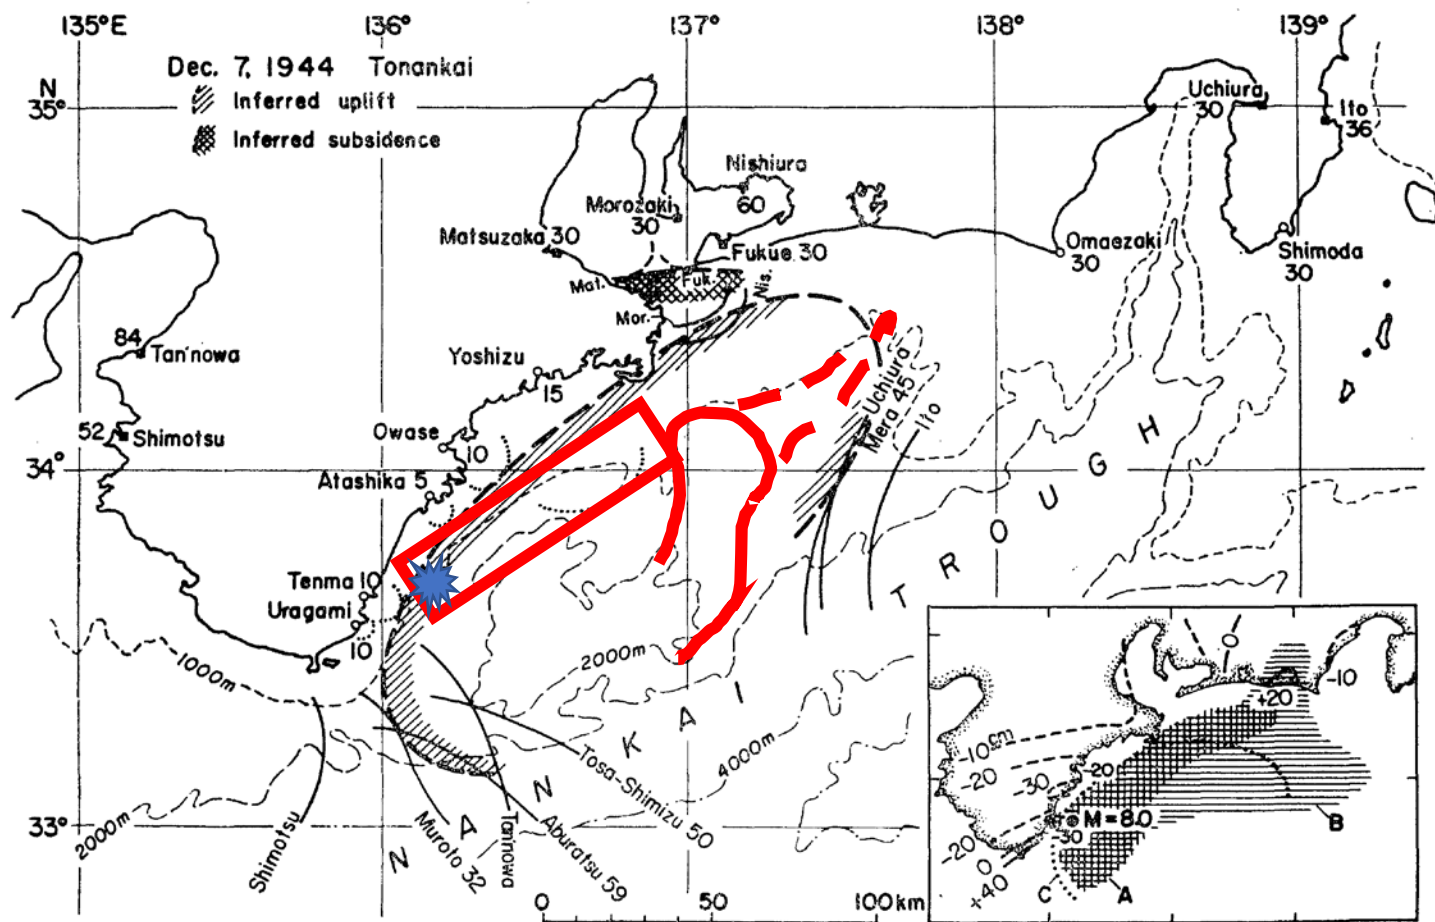 135°E 136° 137° 138° 139°
Dec. 7, 1944 Tonankai
Inferred uplift
Inferred subsidence
N
35°
34°
33°
Uchiura
30
Ito
36
Nishiura
60
Morozaki
30
Matsuzaka 30
Fukue 30
Omaezaki
30
Shimoda
30
Mat.
Fuk.
Nis.
Mor.
84
Tan'nowa
Yoshizu
15
52
Shimotsu
Owase
10
Atashika 5
Uchiura
Mera 45
Ito
Tenma 10
Uragami
10
1000m
2000m
2000m
4000m
NANKAI TROUGH
Shimotsu
Muroto 32
Tan'nowa
Aburatsu 59
Tosa-Shimizu 50
0 50 100 km
0
-10
+20
-10cm
-20
-30
-20
M=8.0
-30
-20
0
+40
A
B
C